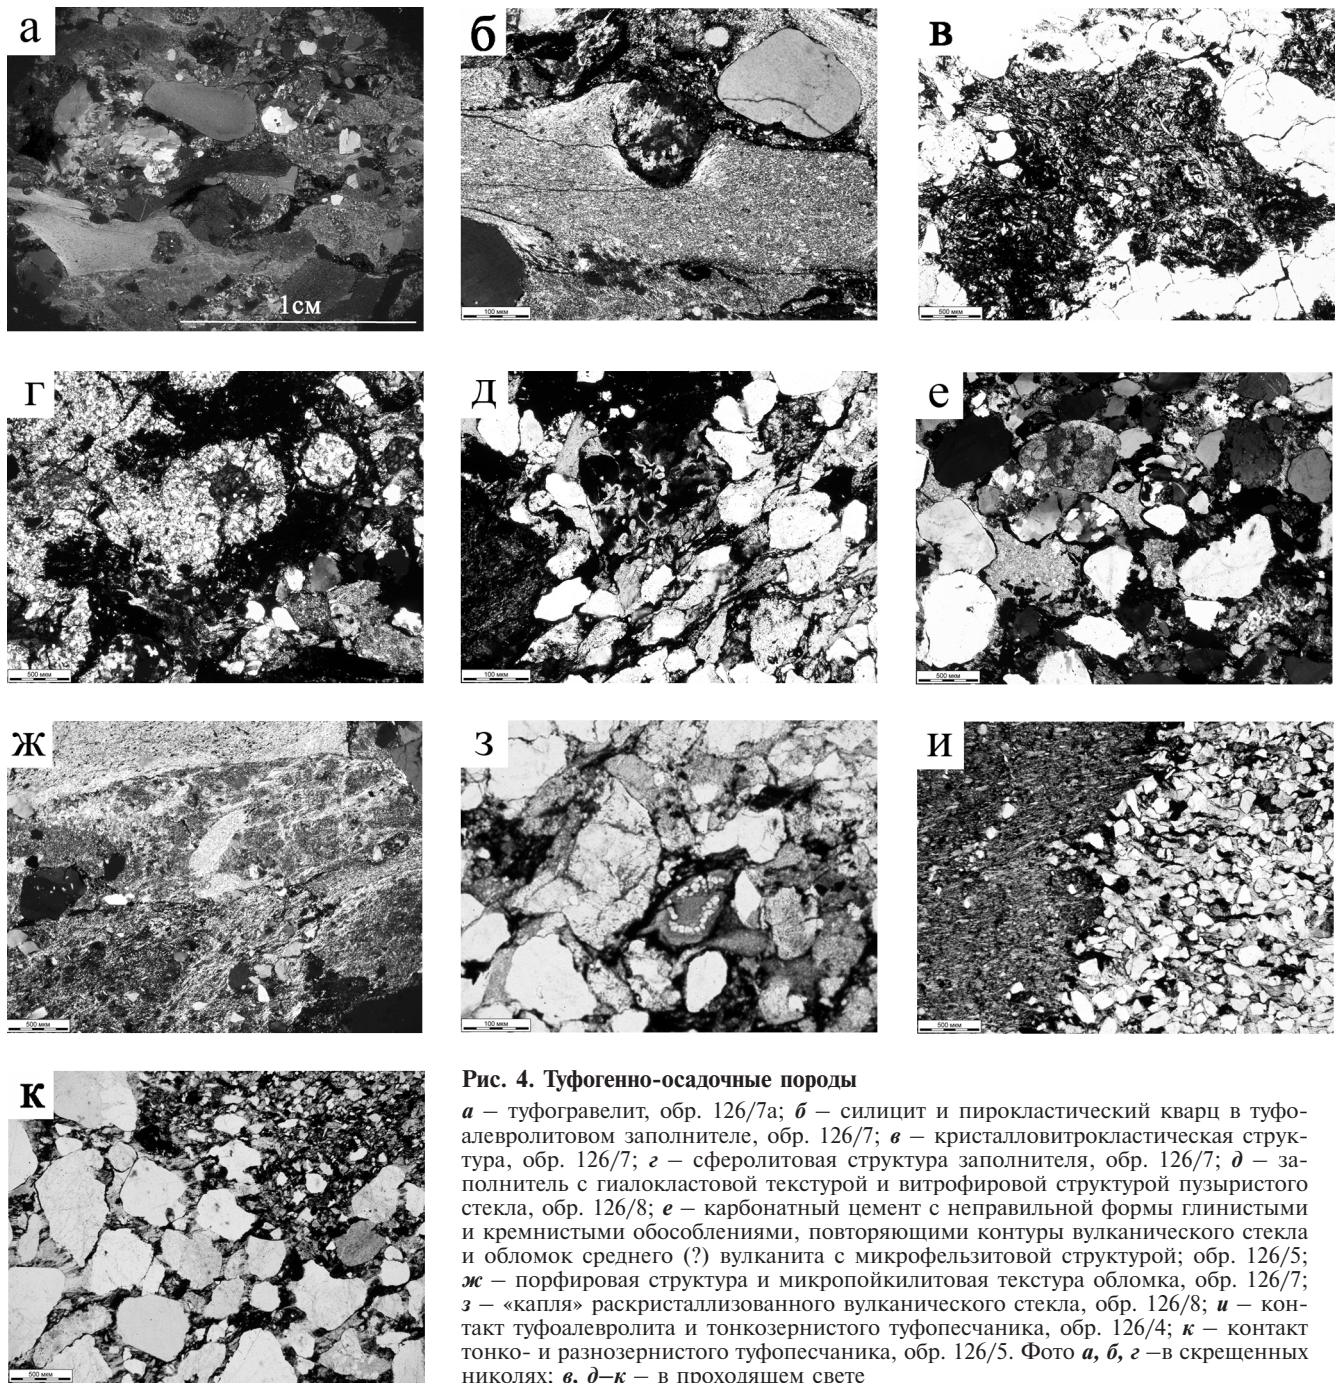 а
б
в
1см
100 мкм
500 мкм
г
д
е
500 мкм
100 мкм
500 мкм
ж
з
и
500 мкм
100 мкм
500 мкм
к
500 мкм
Рис. 4. Туфогенно-осадочные породы
а – туфогравелит, обр. 126/7а; б – силицит и пирокластический кварц в туфо-
алевролитовом заполнителе, обр. 126/7; в – кристалловитрокластическая струк-
тура, обр. 126/7; г – сферолитовая структура заполнителя, обр. 126/7; д – за-
полнитель с гиалокластовой текстурой и витрофировой структурой пузыристого
стекла, обр. 126/8; е – карбонатный цемент с неправильной формы глинистыми
и кремнистыми обособлениями, повторяющими контуры вулканического стекла
и обломок среднего (?) вулканита с микрофельзитовой структурой; обр. 126/5;
ж – порфировая структура и микропойкилитовая текстура обломка, обр. 126/7;
з – «капля» раскристаллизованного вулканического стекла, обр. 126/8; и – кон-
такт туфоалевролита и тонкозернистого туфопесчаника, обр. 126/4; к – контакт
тонко- и разнозернистого туфопесчаника, обр. 126/5. Фото а, б, г –в скрещенных
николях; в, д–к – в проходящем свете